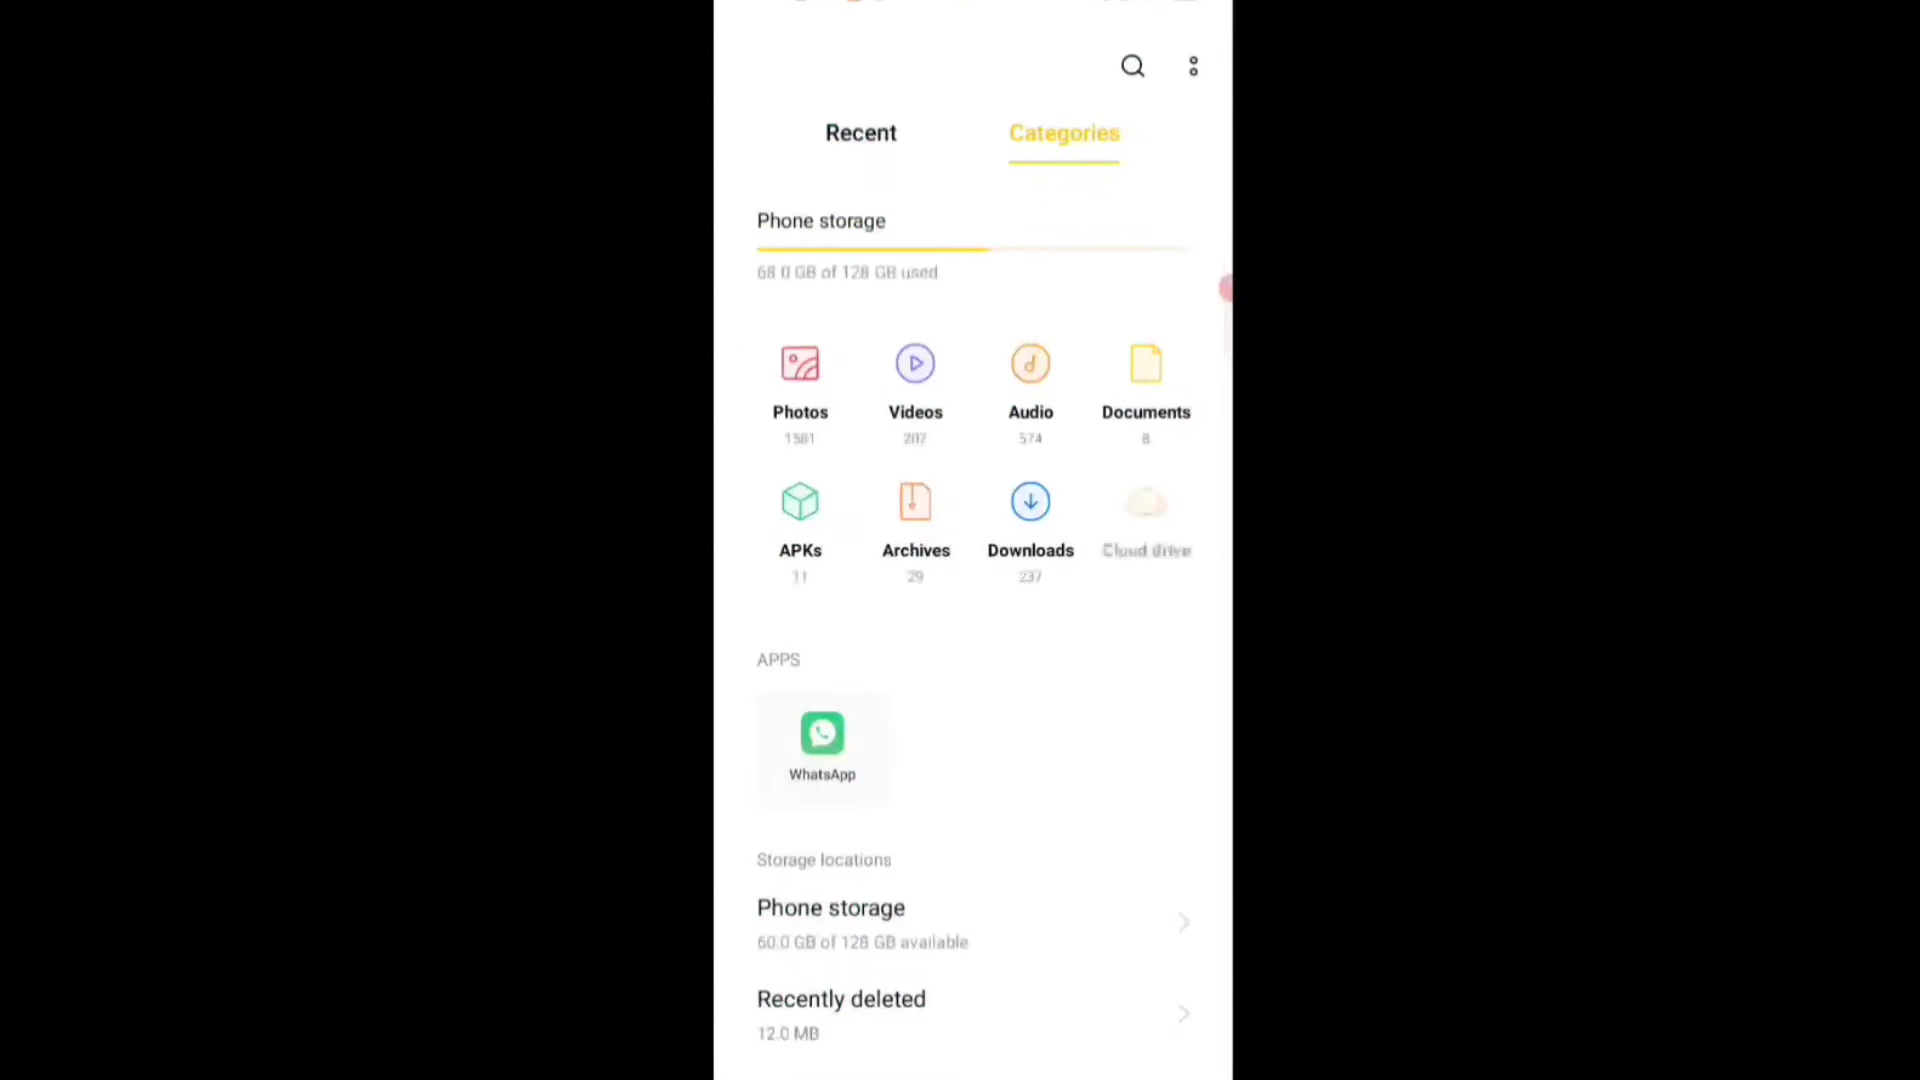 Recent Categories
Phone storage
68.0 GB of 128 GB used
Photos Videos Audio Documents
1581 207 574 8
APKs Archives Downloads Cloud drive
11 29 237
APPS
WhatsApp
Storage locations
Phone storage
60.0 GB of 128 GB available
Recently deleted
12.0 MB